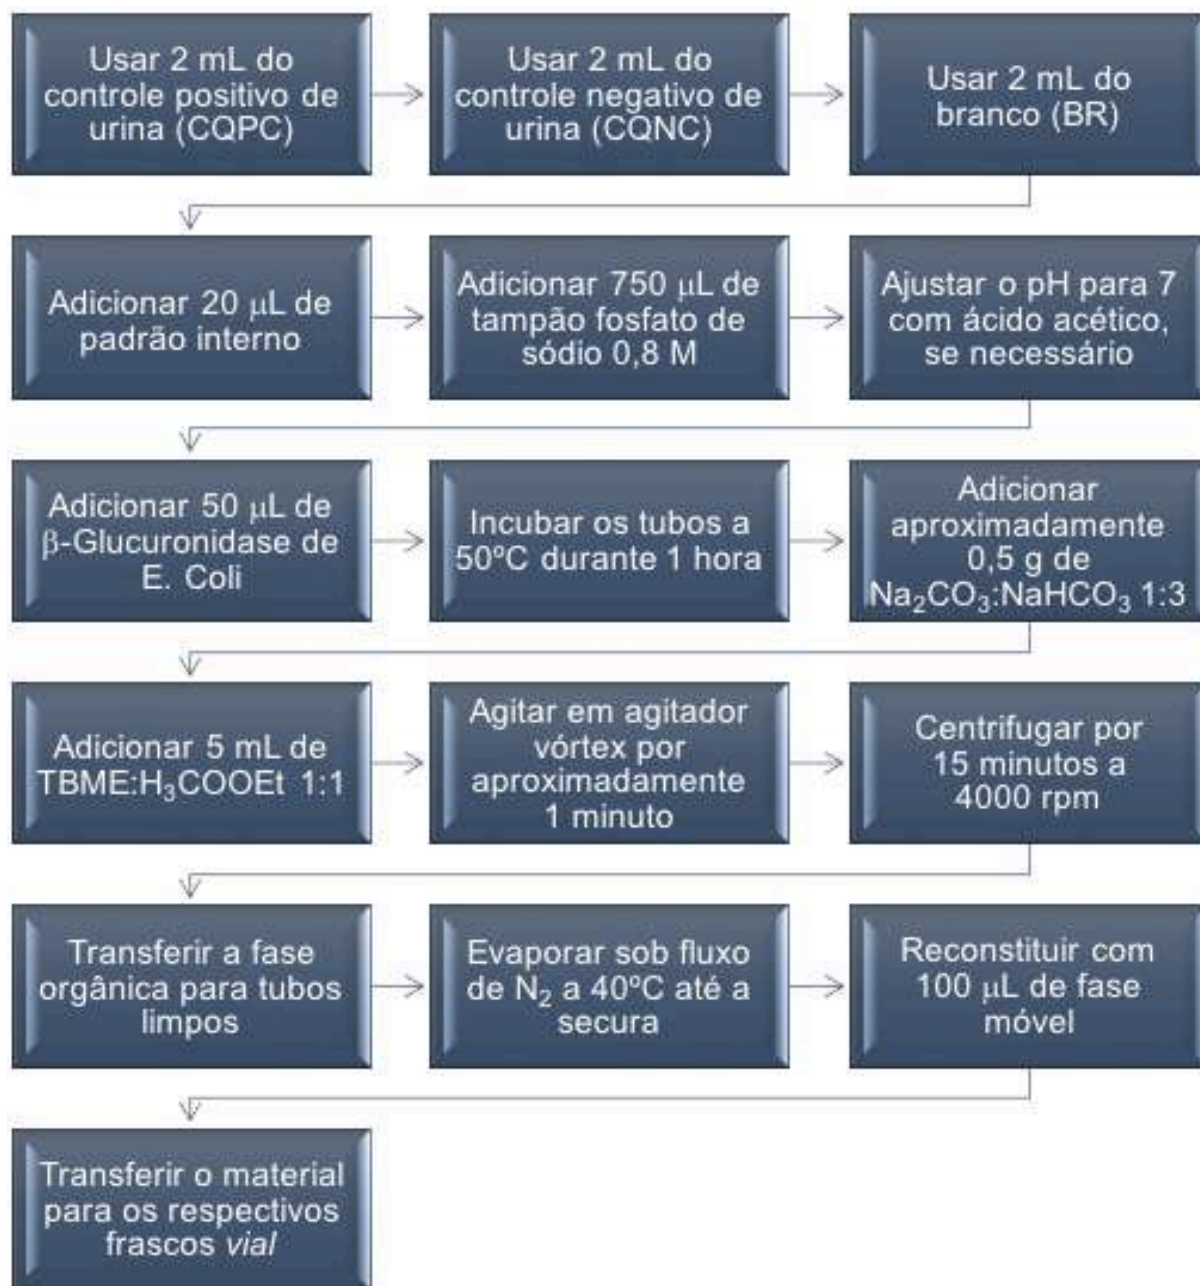 Usar 2 mL do
controle positivo de
urina (CQPC)
Usar 2 mL do
controle negativo de
urina (CQNC)
Usar 2 mL do
branco (BR)
Adicionar 20 μL de
padrão interno
Adicionar 750 μL de
tampão fosfato de
sódio 0,8 M
Ajustar o pH para 7
com ácido acético,
se necessário
Adicionar 50 μL de
β-Glucuronidase de
E. Coli
Incubar os tubos a
50ºC durante 1 hora
Adicionar
aproximadamente
0,5 g de
Na₂CO₃:NaHCO₃ 1:3
Adicionar 5 mL de
TBME:H₃COOEt 1:1
Agitar em agitador
vórtex por
aproximadamente
1 minuto
Centrifugar por
15 minutos a
4000 rpm
Transferir a fase
orgânica para tubos
limpos
Evaporar sob fluxo
de N₂ a 40ºC até a
secura
Reconstituir com
100 μL de fase
móvel
Transferir o material
para os respectivos
frascos vial